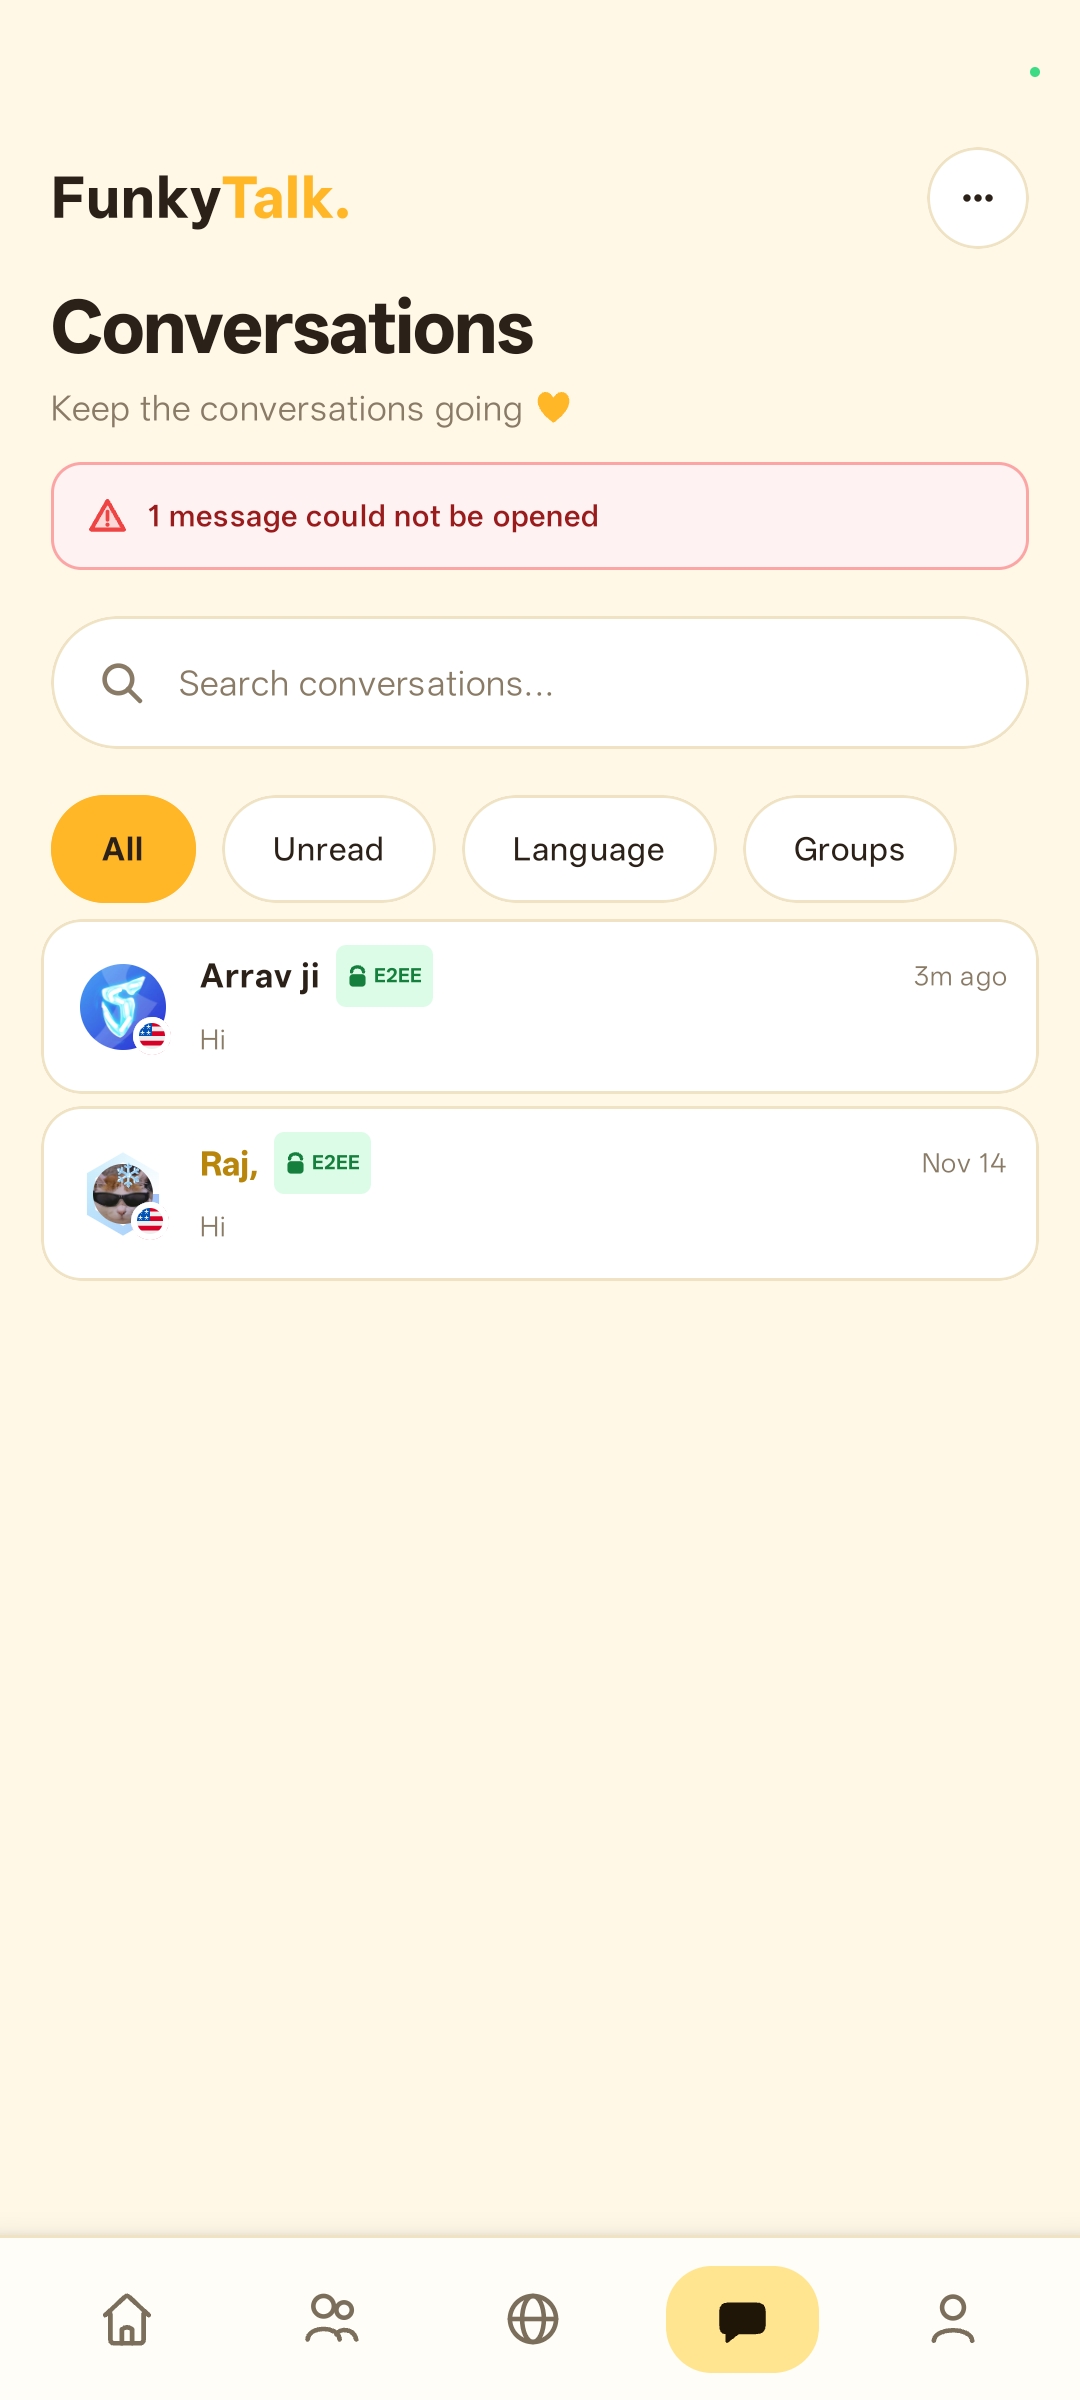 FunkyTalk.
Conversations
Keep the conversations going 💛
1 message could not be opened
Search conversations...
All Unread Language Groups
Arrav ji E2EE 3m ago
Hi
Raj, E2EE Nov 14
Hi